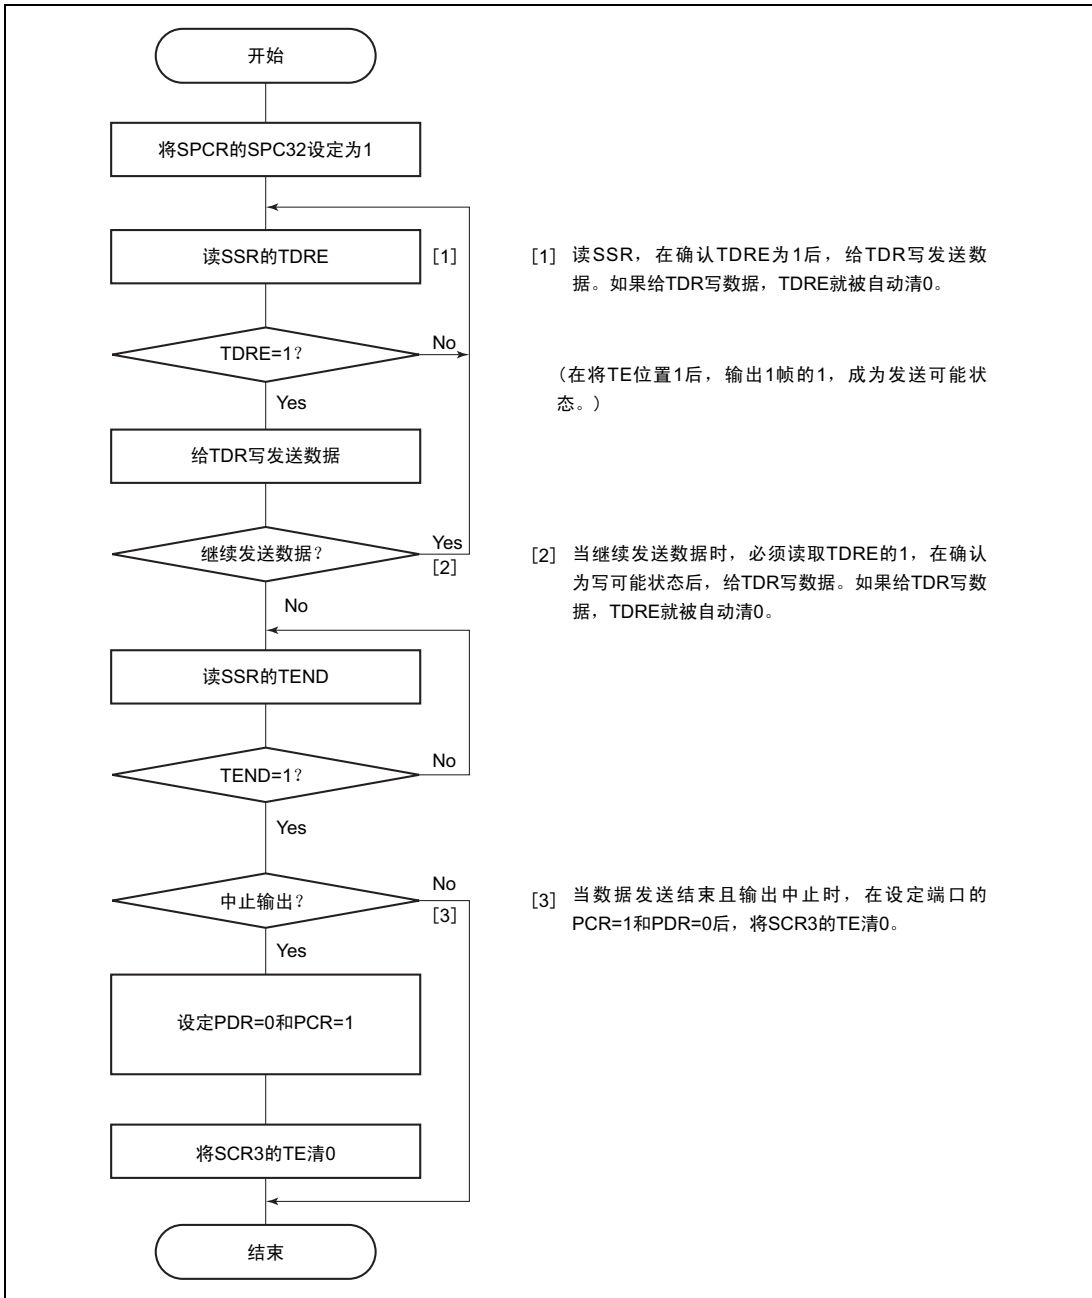 开始
将SPCR的SPC32设定为1
读SSR的TDRE
[1]
[1] 读SSR，在确认TDRE为1后，给TDR写发送数
据。如果给TDR写数据，TDRE就被自动清0。
TDRE=1?
No
（在将TE位置1后，输出1帧的1，成为发送可能状
态。）
Yes
给TDR写发送数据
继续发送数据?
Yes
[2]
[2] 当继续发送数据时，必须读取TDRE的1，在确认
为写可能状态后，给TDR写数据。如果给TDR写数
据，TDRE就被自动清0。
No
读SSR的TEND
TEND=1?
No
Yes
中止输出?
No
[3]
[3] 当数据发送结束且输出中止时，在设定端口的
PCR=1和PDR=0后，将SCR3的TE清0。
Yes
设定PDR=0和PCR=1
将SCR3的TE清0
结束